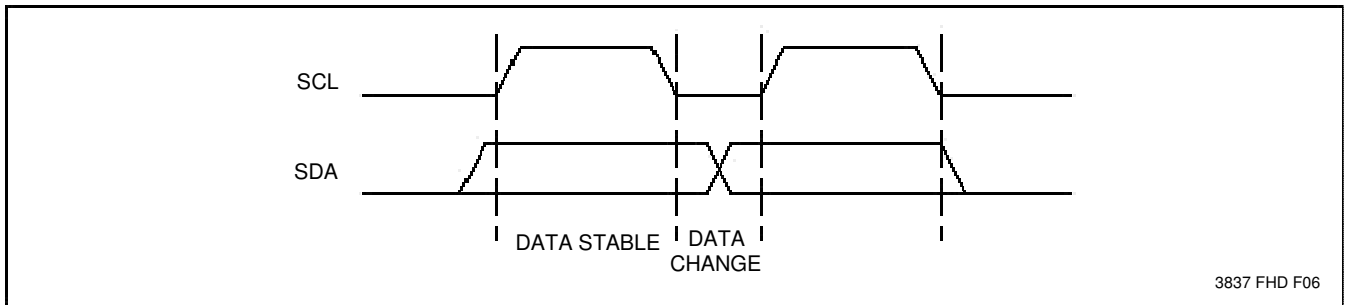 SCL
SDA
DATA STABLE
DATA
CHANGE
3837 FHD F06